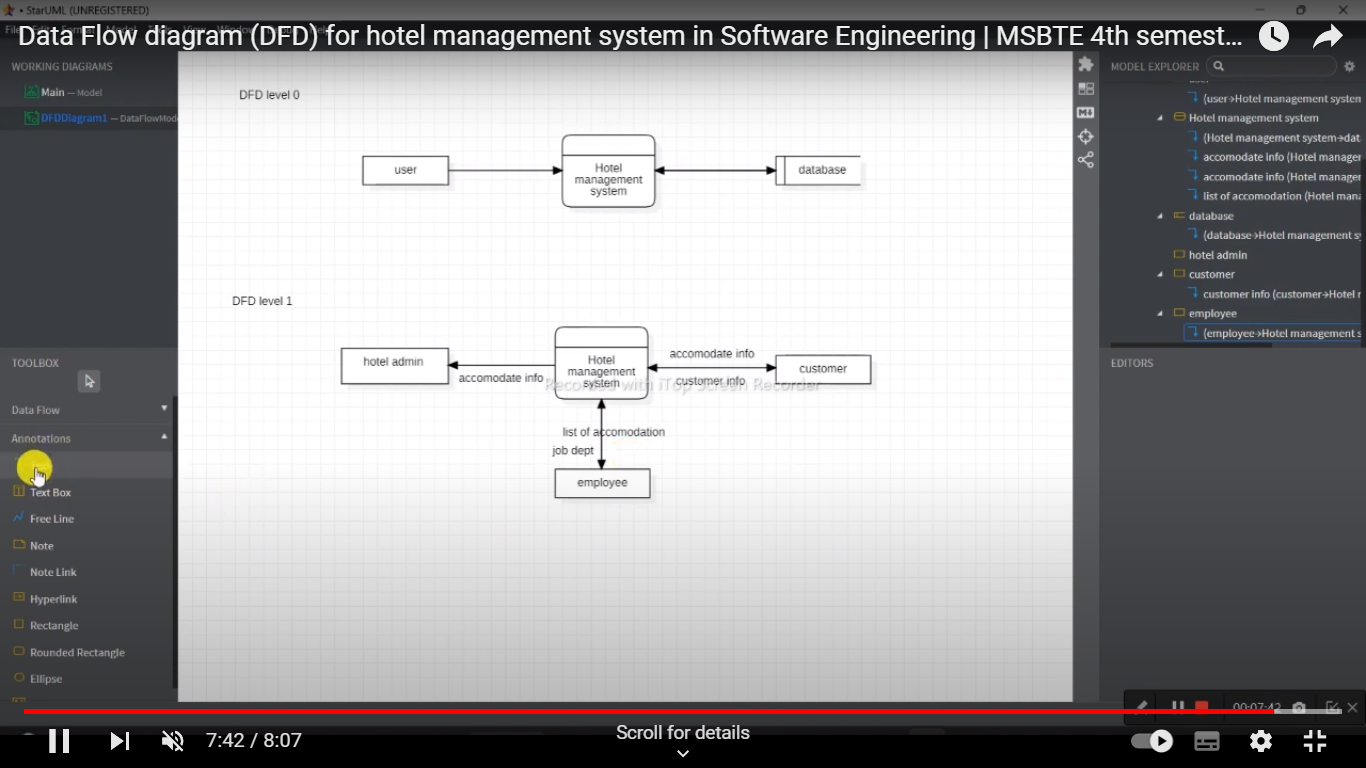 StarUML (UNREGISTERED)
Data Flow diagram (DFD) for hotel management system in Software Engineering | MSBTE 4th semest...
WORKING DIAGRAMS
Main — Model
DFDDiagram1 — DataFlowMod
TOOLBOX
Data Flow
Annotations
Text Box
Free Line
Note
Note Link
Hyperlink
Rectangle
Rounded Rectangle
Ellipse
DFD level 0
user
Hotel
management
system
database
DFD level 1
hotel admin
accomodate info
Hotel
management
system
accomodate info
customer info
customer
Recorded with iTop Screen Recorder
list of accomodation
job dept
employee
MODEL EXPLORER
(user→Hotel management system
Hotel management system
(Hotel management system→dat
accomodate info (Hotel manager
accomodate info (Hotel manager
list of accomodation (Hotel mana
database
(database→Hotel management s
hotel admin
customer
customer info (customer→Hotel r
employee
(employee→Hotel management s
EDITORS
00:07:42
7:42 / 8:07
Scroll for details